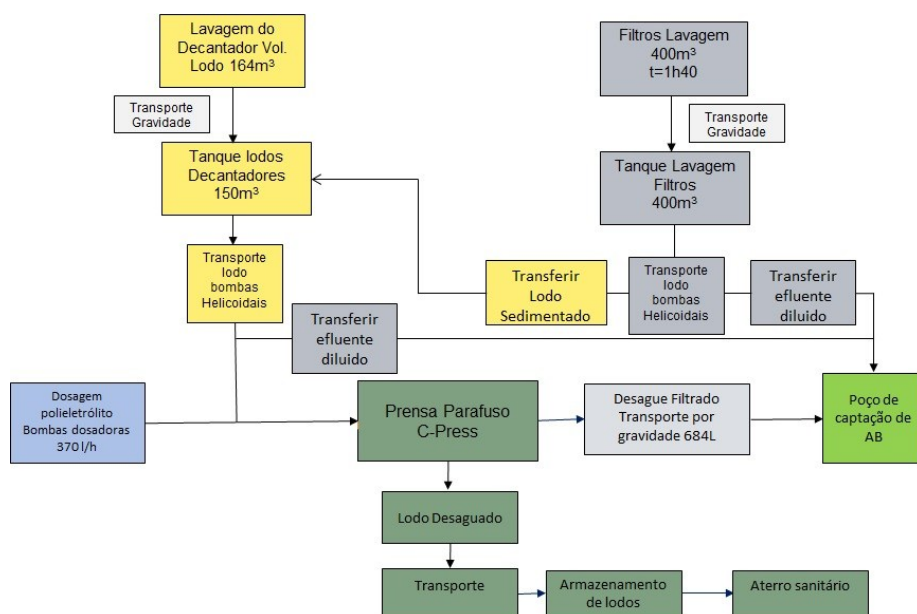 Lavagem do
Decantador Vol.
Lodo 164m³
Filtros Lavagem
400m³
t=1h40
Transporte
Gravidade
Transporte
Gravidade
Tanque lodos
Decantadores
150m³
Tanque Lavagem
Filtros
400m³
Transporte
lodo
bombas
Helicoidais
Transferir
Lodo
Sedimentado
Transporte
lodo
bombas
Helicoidais
Transferir
efluente
diluido
Transferir
efluente
diluido
Dosagem
polieletrólito
Bombas dosadoras
370 l/h
Prensa Parafuso
C-Press
Desague Filtrado
Transporte por
gravidade 684L
Poço de
captação de
AB
Lodo Desaguado
Transporte
Armazenamento
de lodos
Aterro sanitário